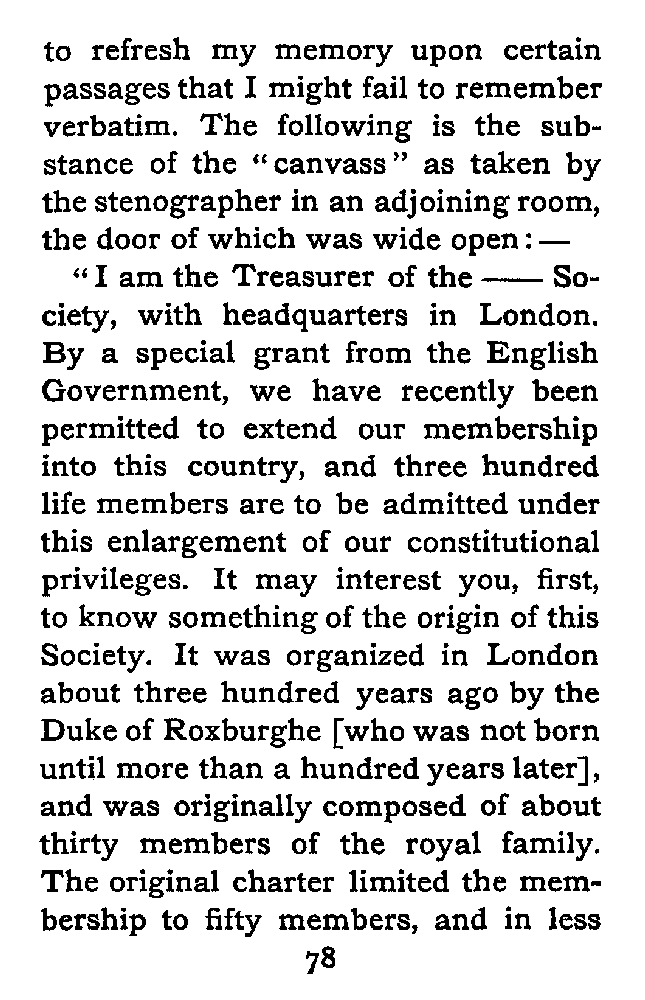 to refresh my memory upon certain
passages that I might fail to remember
verbatim. The following is the sub-
stance of the “canvass” as taken by
the stenographer in an adjoining room,
the door of which was wide open: —
“I am the Treasurer of the —— So-
ciety, with headquarters in London.
By a special grant from the English
Government, we have recently been
permitted to extend our membership
into this country, and three hundred
life members are to be admitted under
this enlargement of our constitutional
privileges. It may interest you, first,
to know something of the origin of this
Society. It was organized in London
about three hundred years ago by the
Duke of Roxburghe [who was not born
until more than a hundred years later],
and was originally composed of about
thirty members of the royal family.
The original charter limited the mem-
bership to fifty members, and in less
78